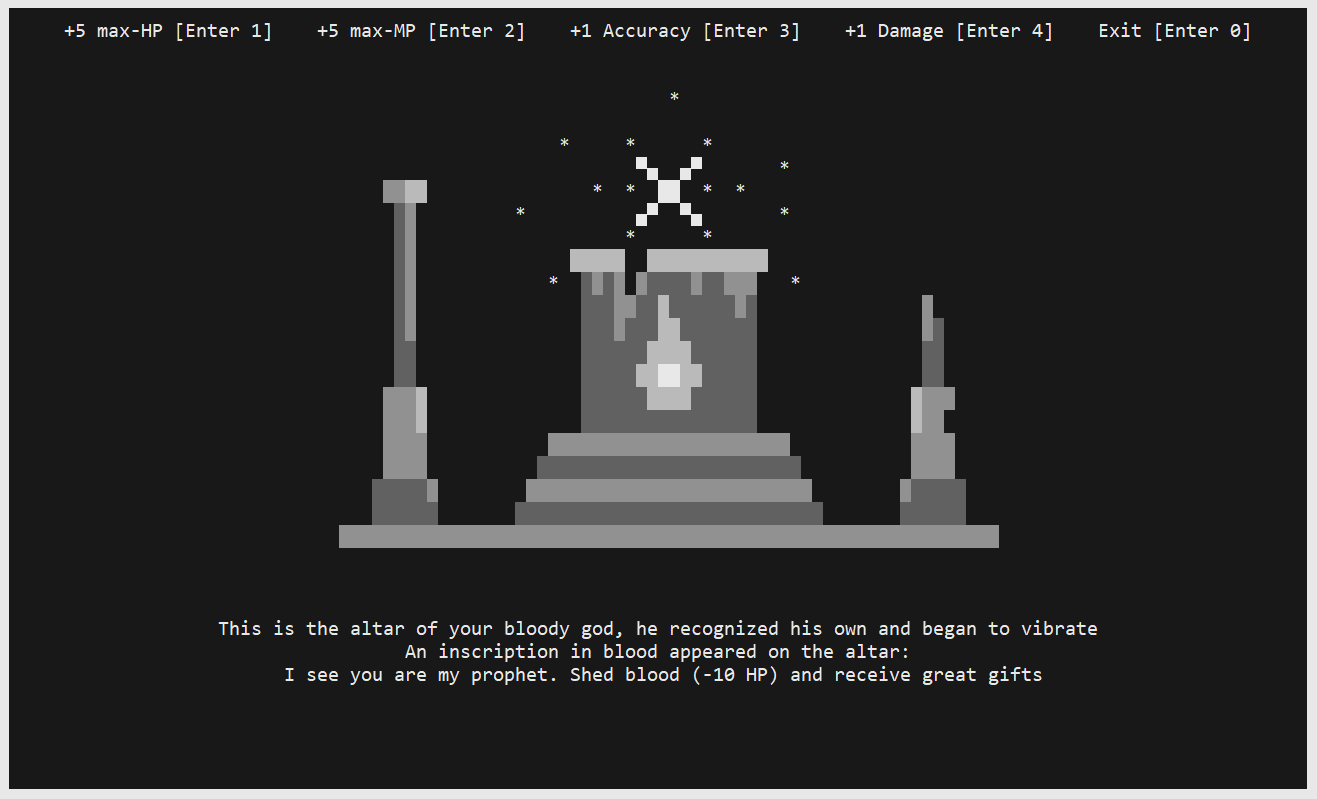 +5 max-HP [Enter 1]    +5 max-MP [Enter 2]    +1 Accuracy [Enter 3]    +1 Damage [Enter 4]    Exit [Enter 0]
This is the altar of your bloody god, he recognized his own and began to vibrate
An inscription in blood appeared on the altar:
I see you are my prophet. Shed blood (-10 HP) and receive great gifts